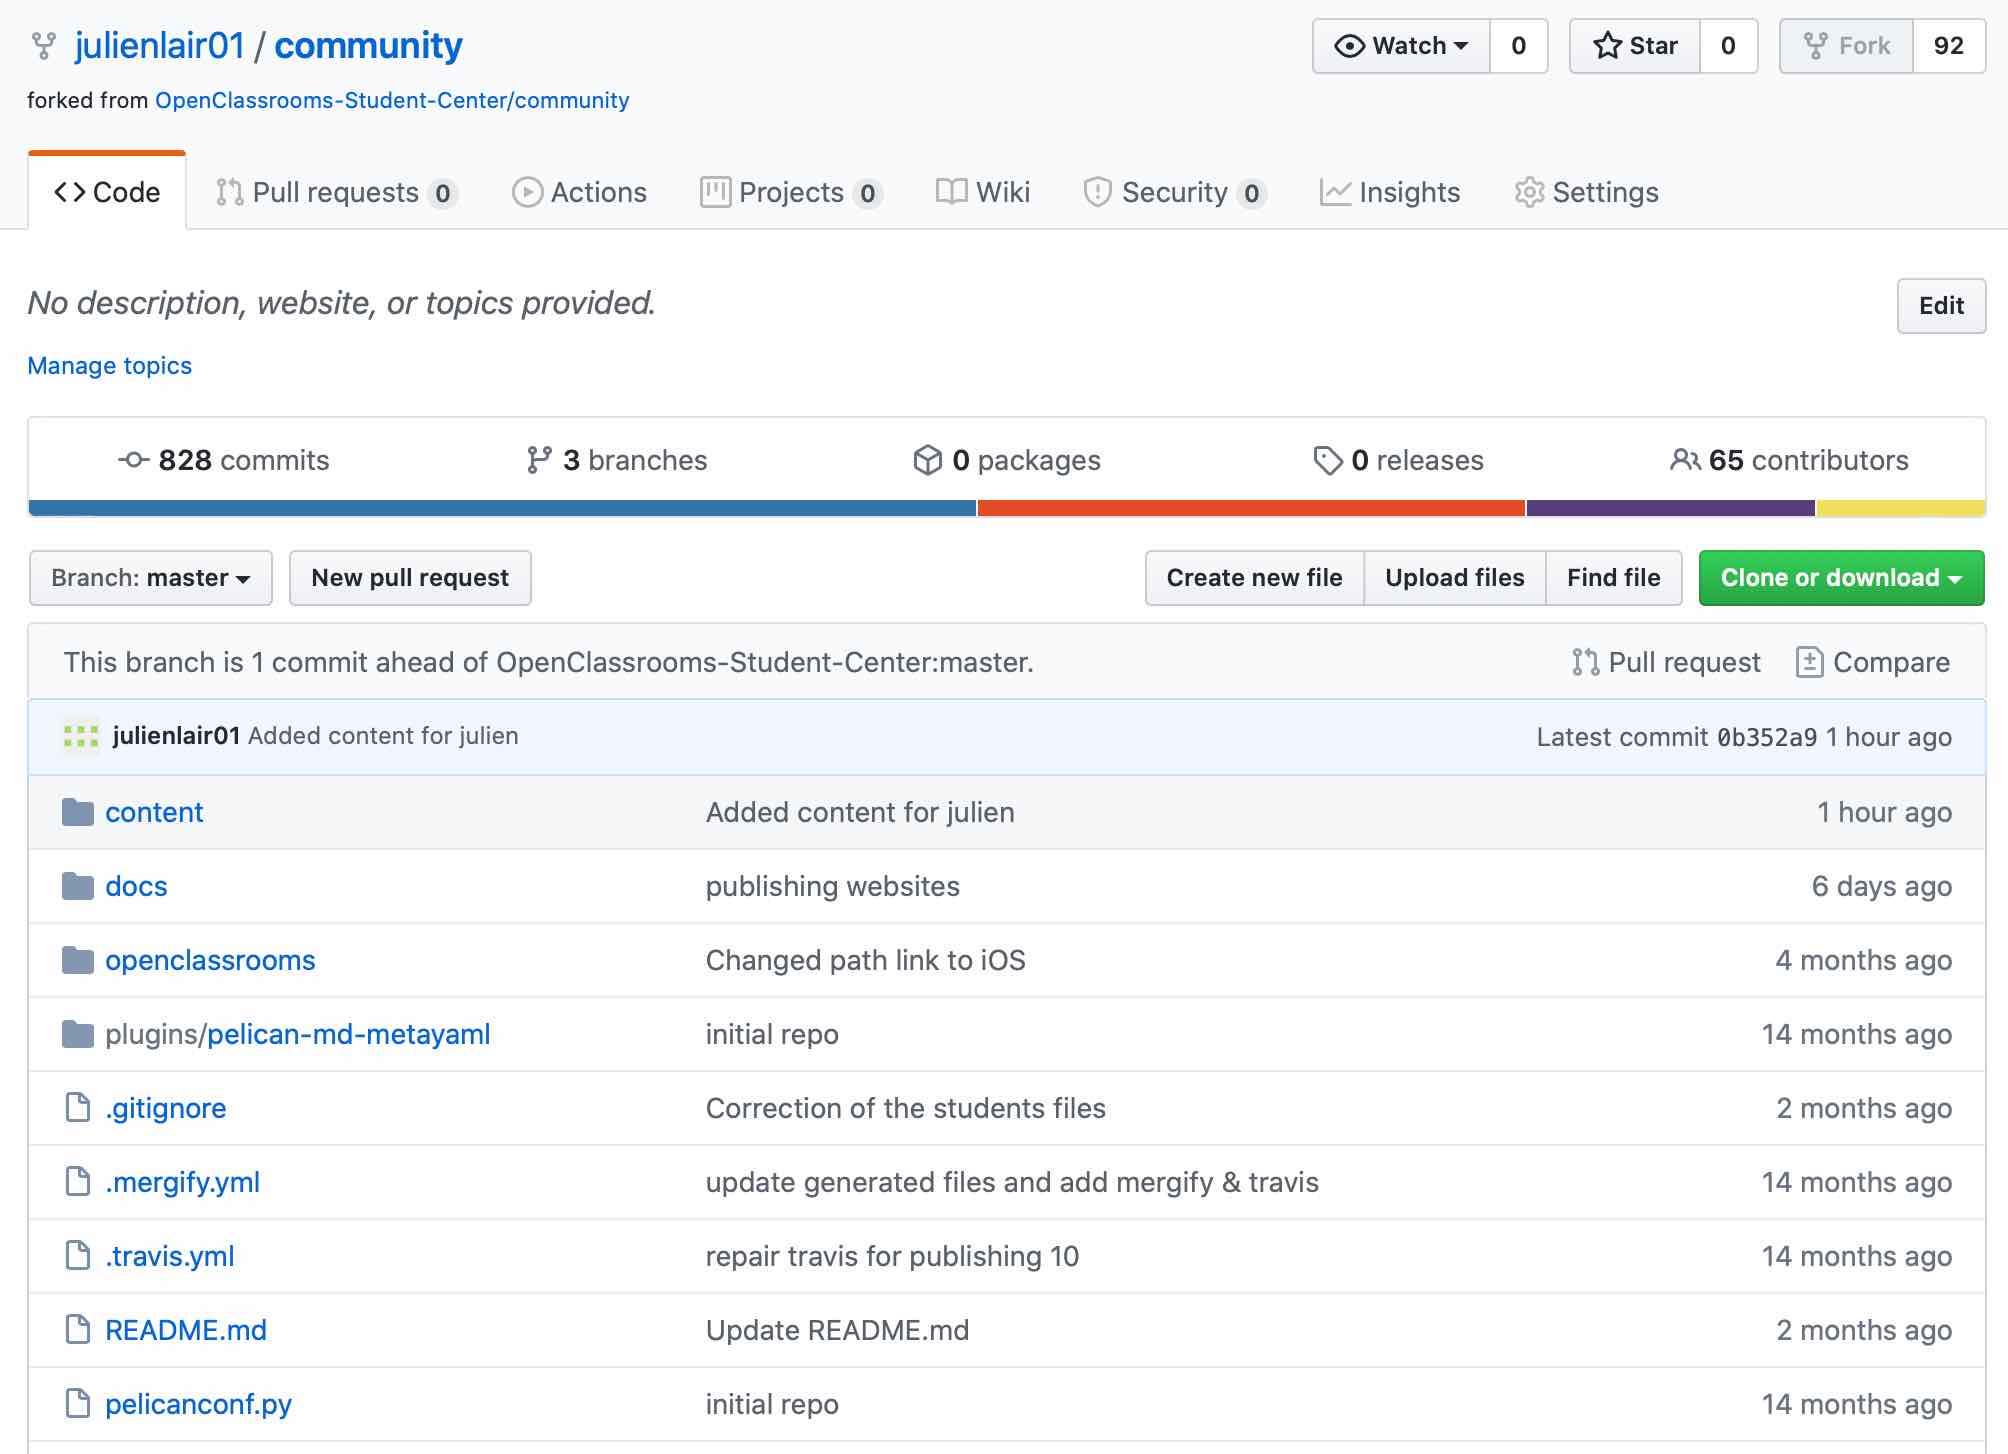 julienlair01 / community
Watch 0 Star 0 Fork 92
forked from OpenClassrooms-Student-Center/community
Code Pull requests 0 Actions Projects 0 Wiki Security 0 Insights Settings
No description, website, or topics provided.
Edit
Manage topics
828 commits 3 branches 0 packages 0 releases 65 contributors
Branch: master New pull request Create new file Upload files Find file Clone or download
This branch is 1 commit ahead of OpenClassrooms-Student-Center:master. Pull request Compare
julienlair01 Added content for julien Latest commit 0b352a9 1 hour ago
content Added content for julien 1 hour ago
docs publishing websites 6 days ago
openclassrooms Changed path link to iOS 4 months ago
plugins/pelican-md-metayaml initial repo 14 months ago
.gitignore Correction of the students files 2 months ago
.mergify.yml update generated files and add mergify & travis 14 months ago
.travis.yml repair travis for publishing 10 14 months ago
README.md Update README.md 2 months ago
pelicanconf.py initial repo 14 months ago